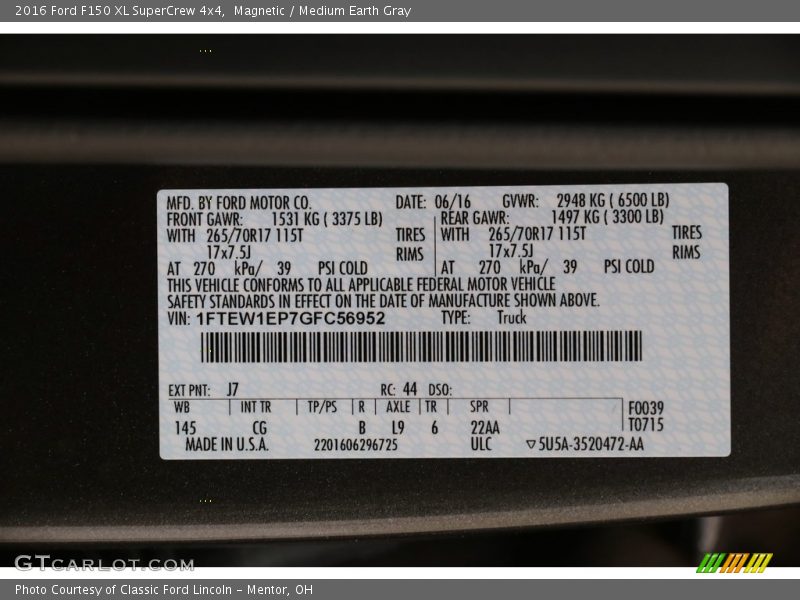 2016 Ford F150 XL SuperCrew 4x4, Magnetic / Medium Earth Gray
MFD. BY FORD MOTOR CO. DATE: 06/16 GVWR: 2948 KG ( 6500 LB)
FRONT GAWR: 1531 KG ( 3375 LB) REAR GAWR: 1497 KG ( 3300 LB)
WITH 265/70R17 115T TIRES WITH 265/70R17 115T TIRES
17x7.5J RIMS 17x7.5J RIMS
AT 270 kPa/ 39 PSI COLD AT 270 kPa/ 39 PSI COLD
THIS VEHICLE CONFORMS TO ALL APPLICABLE FEDERAL MOTOR VEHICLE
SAFETY STANDARDS IN EFFECT ON THE DATE OF MANUFACTURE SHOWN ABOVE.
VIN: 1FTEW1EP7GFC56952 TYPE: Truck
EXT PNT: J7 RC: 44 DSO:
WB INT TR TP/PS R AXLE TR SPR F0039
145 CG B L9 6 22AA T0715
MADE IN U.S.A. 2201606296725 ULC ▽5U5A-3520472-AA
GTCARLOT.COM
Photo Courtesy of Classic Ford Lincoln - Mentor, OH